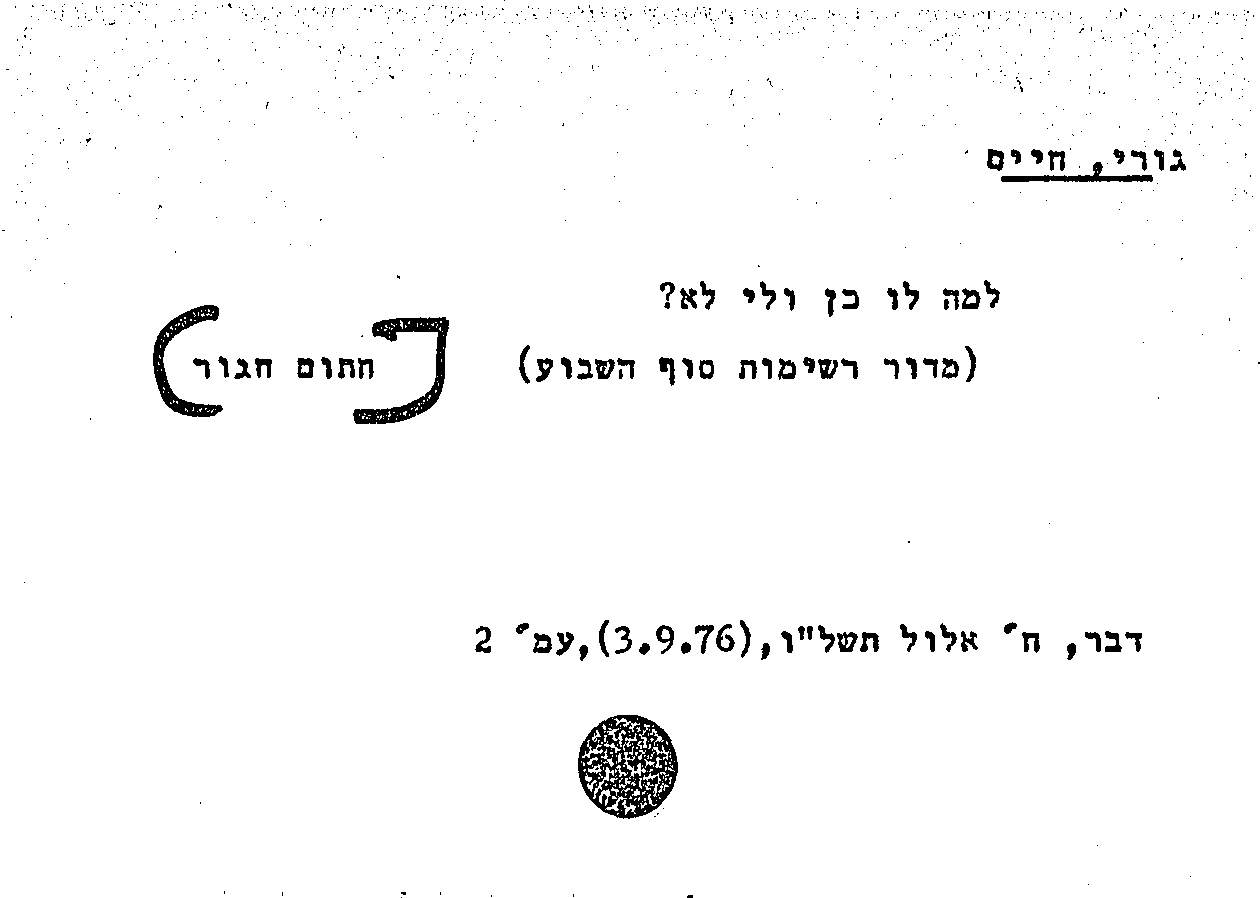 גורי, חיים
למה לו כן ולי לא?
(מדור רשימות סוף השבוע) חתום חגור
דבר, ח' אלול תשל"ו,(3.9.76),עמ' 2